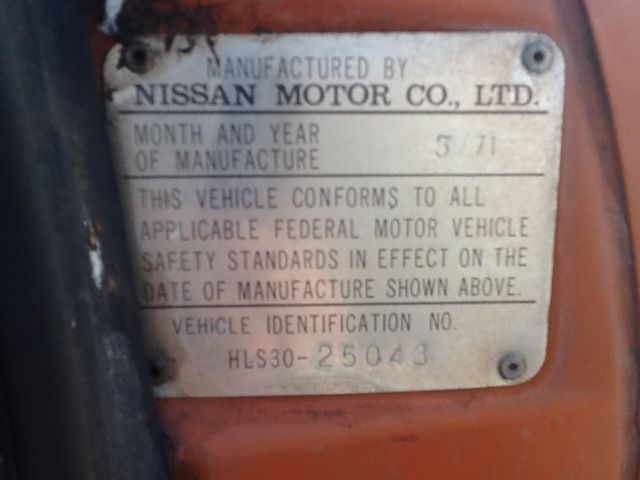 MANUFACTURED BY
NISSAN MOTOR CO., LTD.
MONTH AND YEAR
OF MANUFACTURE 3/71
THIS VEHICLE CONFORMS TO ALL
APPLICABLE FEDERAL MOTOR VEHICLE
SAFETY STANDARDS IN EFFECT ON THE
DATE OF MANUFACTURE SHOWN ABOVE.
VEHICLE IDENTIFICATION NO.
HLS30-25043